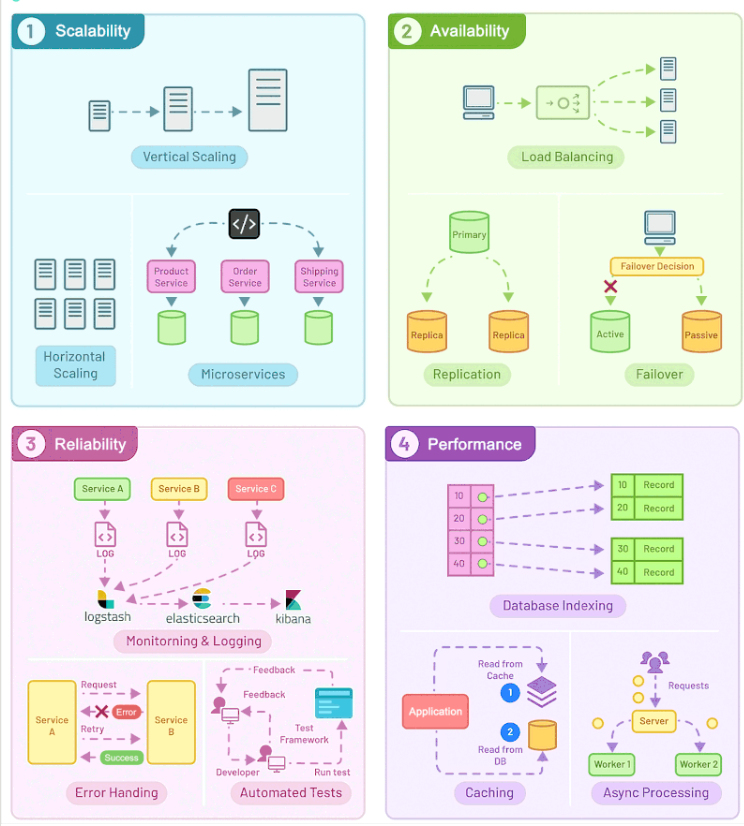 1 Scalability
Vertical Scaling
Horizontal
Scaling
</>
Product
Service
Order
Service
Shipping
Service
Microservices
2 Availability
Load Balancing
Primary
Replica
Replica
Replication
Failover Decision
Active
Passive
Failover
3 Reliability
Service A
Service B
Service C
LOG
LOG
LOG
logstash
elasticsearch
kibana
Monitorning & Logging
Service
A
Request
Error
Retry
Success
Service
B
Error Handing
Feedback
Feedback
Test
Framework
Developer
Run test
Automated Tests
4 Performance
10
20
30
40
10 Record
20 Record
30 Record
40 Record
Database Indexing
Application
Read from
Cache
1
2
Read from
DB
Caching
Requests
Server
Worker 1
Worker 2
Async Processing